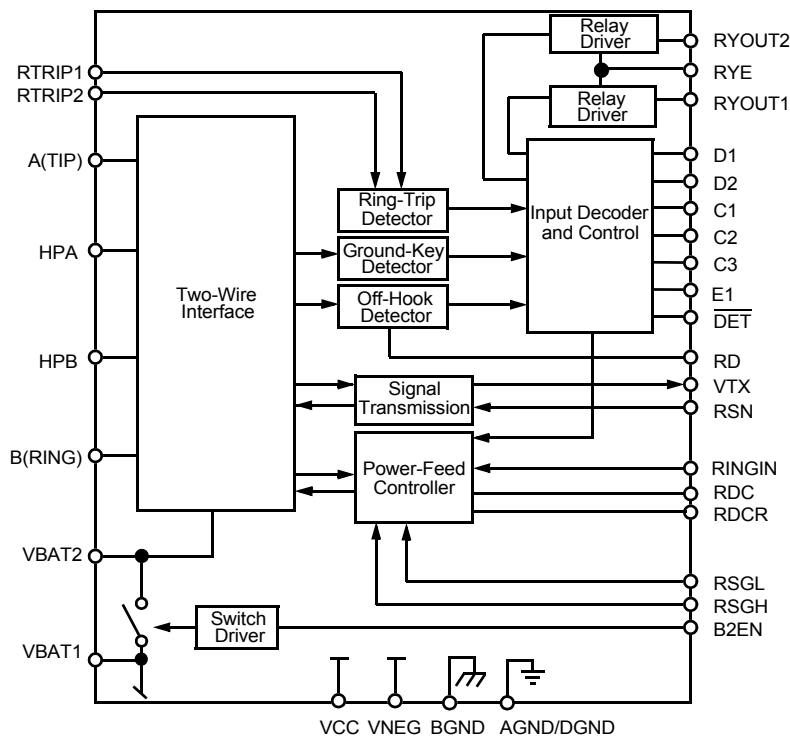 Relay
Driver
RYOUT2
RYE
RYOUT1
Relay
Driver
RTRIP1
RTRIP2
A(TIP)
HPA
HPB
B(RING)
VBAT2
VBAT1
Two-Wire
Interface
Ring-Trip
Detector
Ground-Key
Detector
Off-Hook
Detector
Signal
Transmission
Power-Feed
Controller
Switch
Driver
Input Decoder
and Control
D1
D2
C1
C2
C3
E1
DET
RD
VTX
RSN
RINGIN
RDC
RDCR
RSGL
RSGH
B2EN
VCC VNEG BGND AGND/DGND